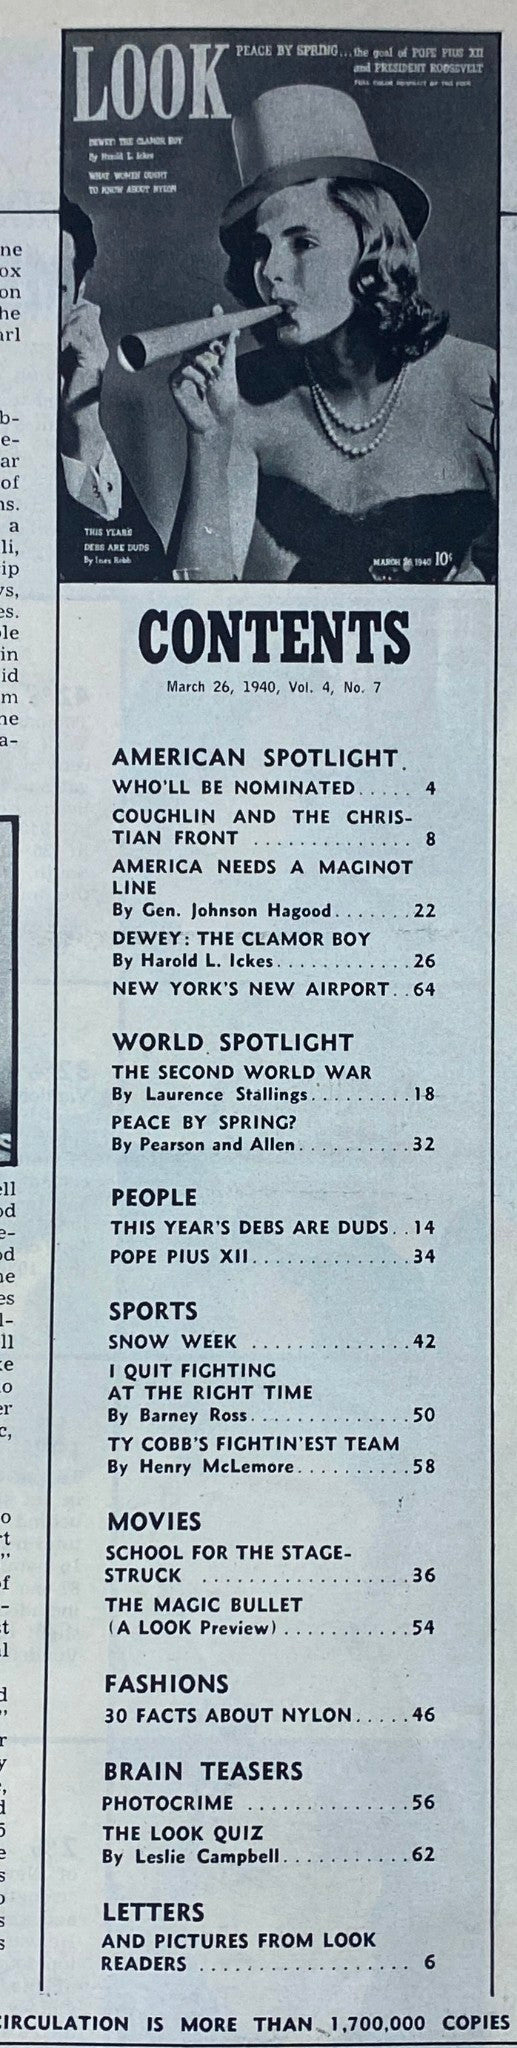 LOOK
PEACE BY SPRING...the goal of POPE PIUS XII
and PRESIDENT ROOSEVELT
DEWEY: THE CLAMOR BOY
By Harold L. Ickes
WHAT WOMEN OUGHT
TO KNOW ABOUT NYLON
THIS YEAR'S
DEBS ARE DUDS
By Inez Robb
MARCH 26 1940 10¢
CONTENTS
March 26, 1940, Vol. 4, No. 7
AMERICAN SPOTLIGHT
WHO'LL BE NOMINATED..... 4
COUGHLIN AND THE CHRIS-
TIAN FRONT .............. 8
AMERICA NEEDS A MAGINOT
LINE
By Gen. Johnson Hagood.......22
DEWEY: THE CLAMOR BOY
By Harold L. Ickes............26
NEW YORK'S NEW AIRPORT..64
WORLD SPOTLIGHT
THE SECOND WORLD WAR
By Laurence Stallings.........18
PEACE BY SPRING?
By Pearson and Allen..........32
PEOPLE
THIS YEAR'S DEBS ARE DUDS..14
POPE PIUS XII..............34
SPORTS
SNOW WEEK ..............42
I QUIT FIGHTING
AT THE RIGHT TIME
By Barney Ross..............50
TY COBB'S FIGHTIN'EST TEAM
By Henry McLemore..........58
MOVIES
SCHOOL FOR THE STAGE-
STRUCK ..................36
THE MAGIC BULLET
(A LOOK Preview)............54
FASHIONS
30 FACTS ABOUT NYLON.....46
BRAIN TEASERS
PHOTOCRIME ..............56
THE LOOK QUIZ
By Leslie Campbell...........62
LETTERS
AND PICTURES FROM LOOK
READERS .................. 6
CIRCULATION IS MORE THAN 1,700,000 COPIES